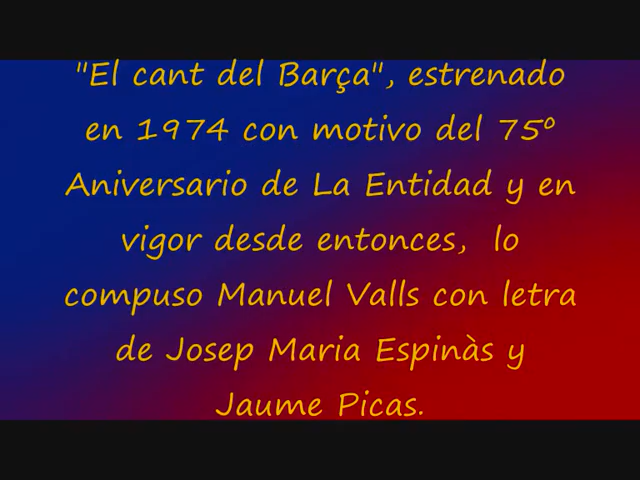 "El cant del Barça", estrenado
en 1974 con motivo del 75º
Aniversario de La Entidad y en
vigor desde entonces,  lo
compuso Manuel Valls con letra
de Josep Maria Espinàs y
Jaume Picas.